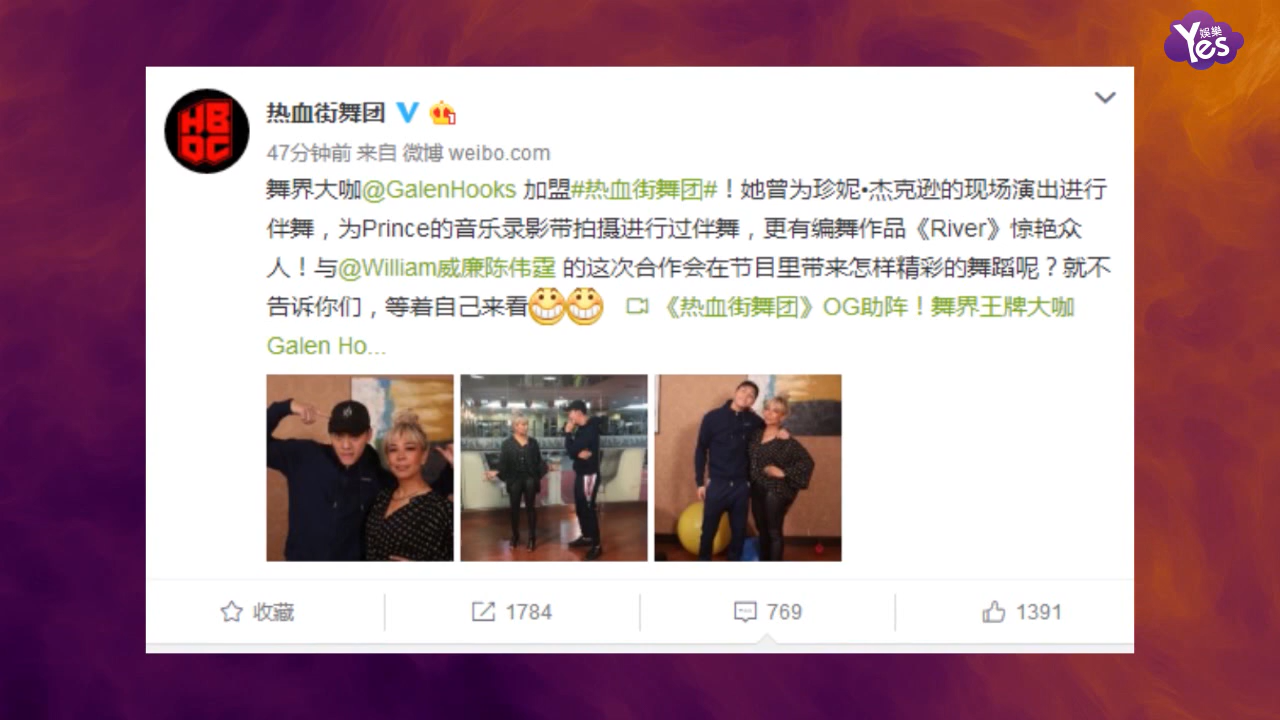 Yes娛樂
HB
DC
热血街舞团
47分钟前 来自 微博 weibo.com
舞界大咖@GalenHooks 加盟#热血街舞团#！她曾为珍妮•杰克逊的现场演出进行
伴舞，为Prince的音乐录影带拍摄进行过伴舞，更有编舞作品《River》惊艳众
人！与@William威廉陈伟霆 的这次合作会在节目里带来怎样精彩的舞蹈呢？就不
告诉你们，等着自己来看 《热血街舞团》OG助阵！舞界王牌大咖
Galen Ho...
收藏
1784
769
1391